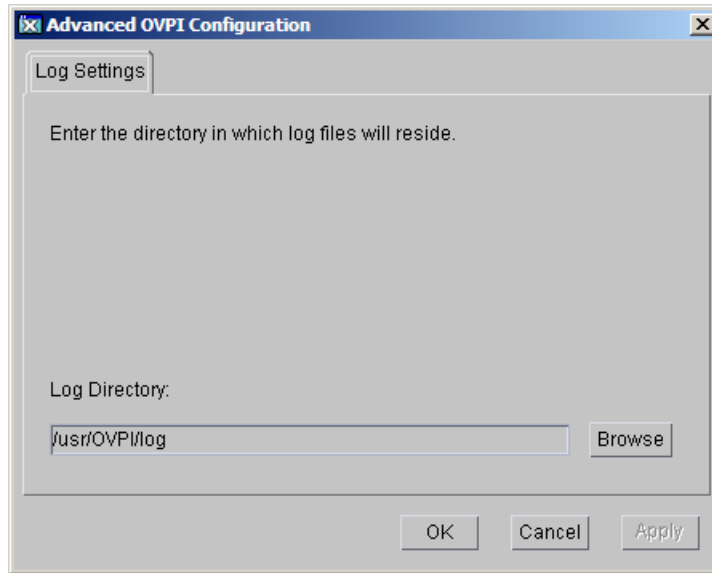 Advanced OVPI Configuration
Log Settings
Enter the directory in which log files will reside.
Log Directory:
/usr/OVPI/log
Browse
OK
Cancel
Apply